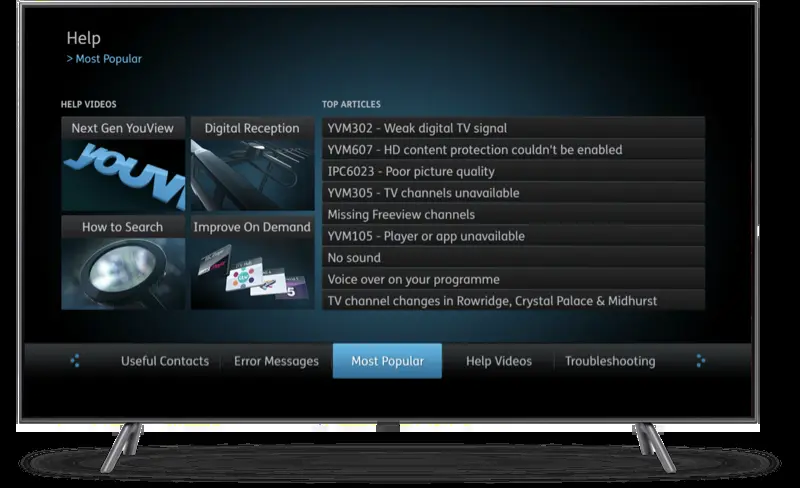 Help
> Most Popular
HELP VIDEOS
TOP ARTICLES
Next Gen YouView
Digital Reception
youvi
How to Search
Improve On Demand
itv
5
YVM302 - Weak digital TV signal
YVM607 - HD content protection couldn't be enabled
IPC6023 - Poor picture quality
YVM305 - TV channels unavailable
Missing Freeview channels
YVM105 - Player or app unavailable
No sound
Voice over on your programme
TV channel changes in Rowridge, Crystal Palace & Midhurst
Useful Contacts
Error Messages
Most Popular
Help Videos
Troubleshooting